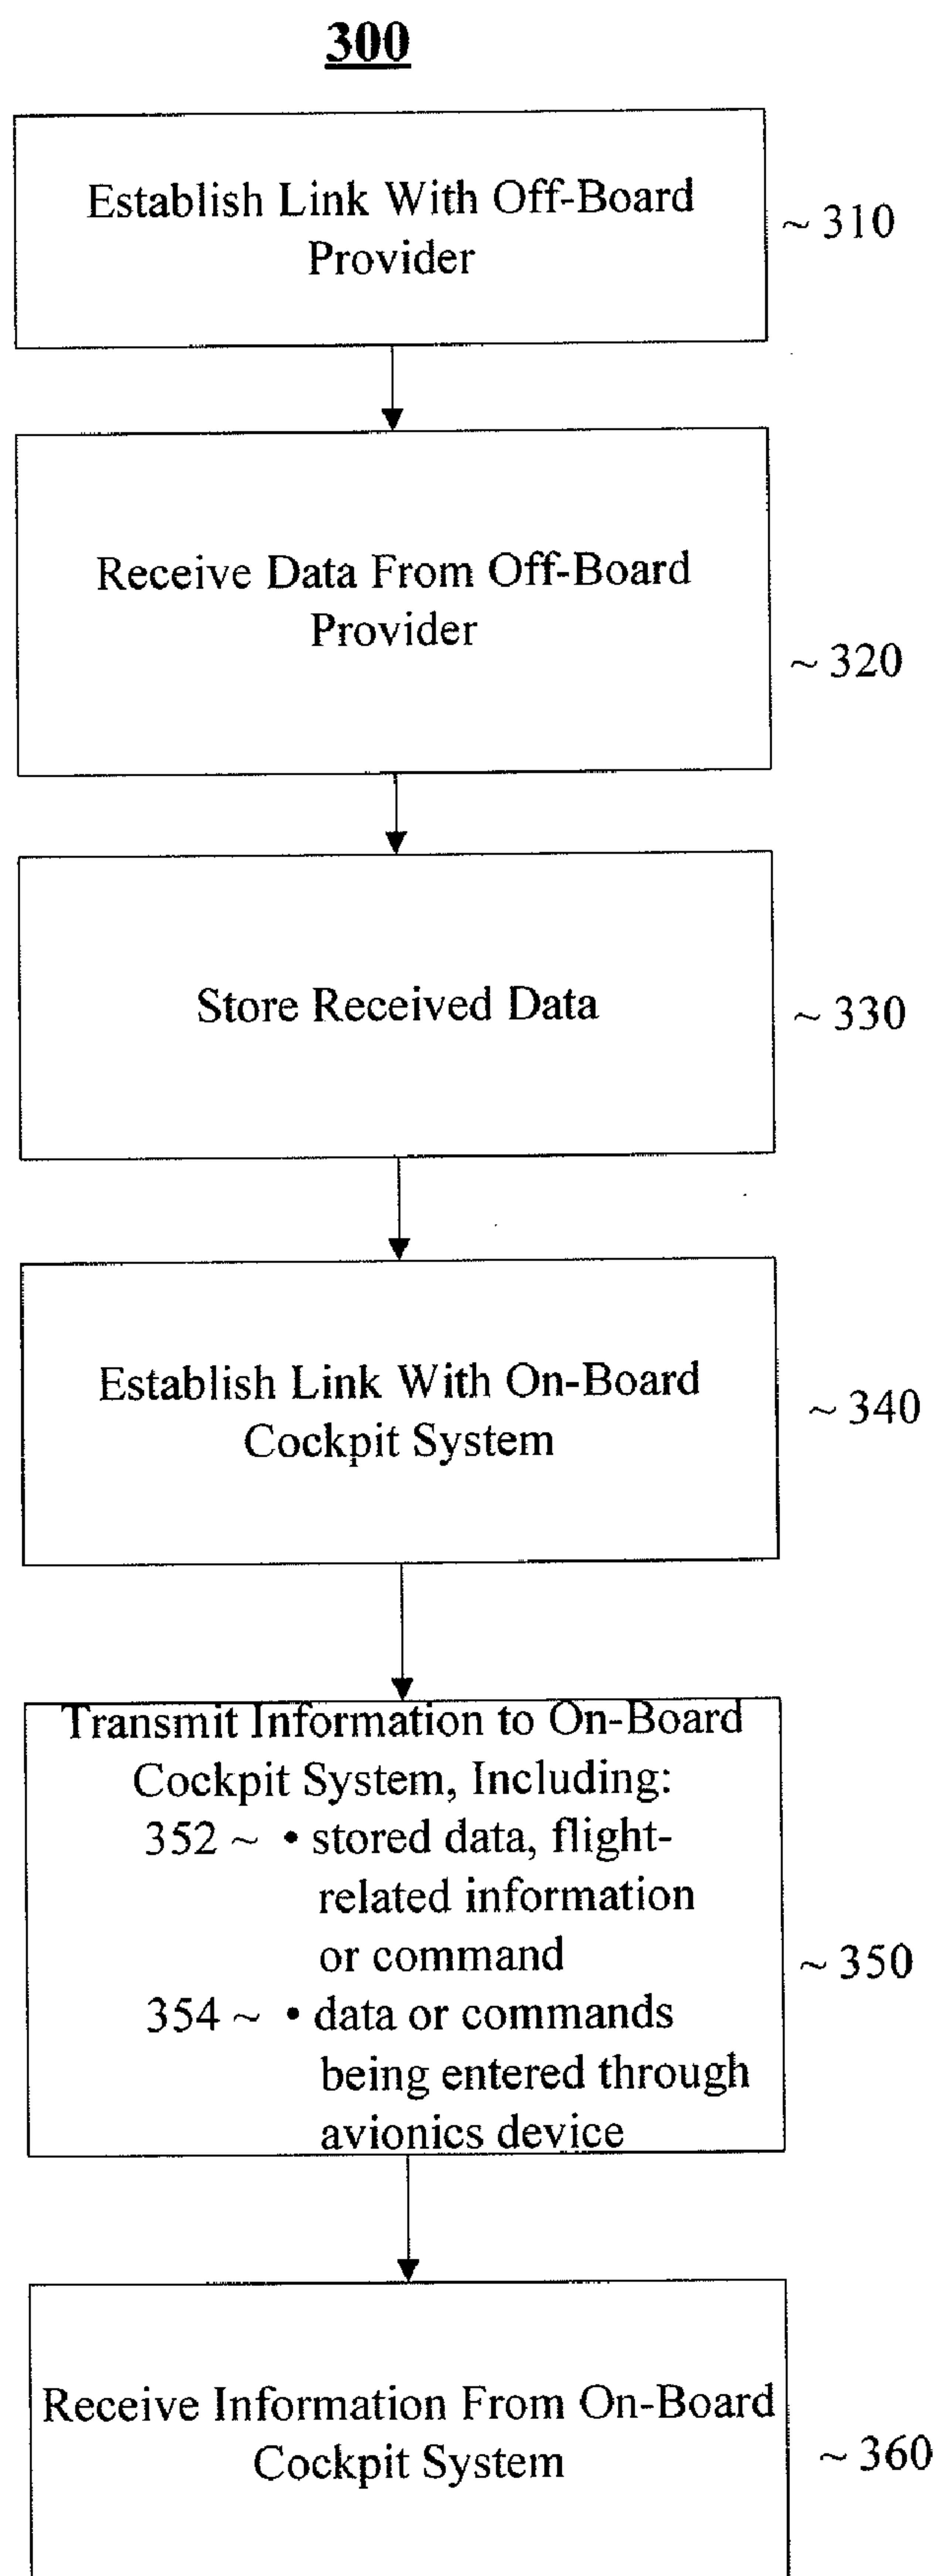 300
Establish Link With Off-Board
Provider
~ 310
Receive Data From Off-Board
Provider
~ 320
Store Received Data
~ 330
Establish Link With On-Board
Cockpit System
~ 340
Transmit Information to On-Board
Cockpit System, Including:
352 ~ • stored data, flight-
related information
or command
354 ~ • data or commands
being entered through
avionics device
~ 350
Receive Information From On-Board
Cockpit System
~ 360